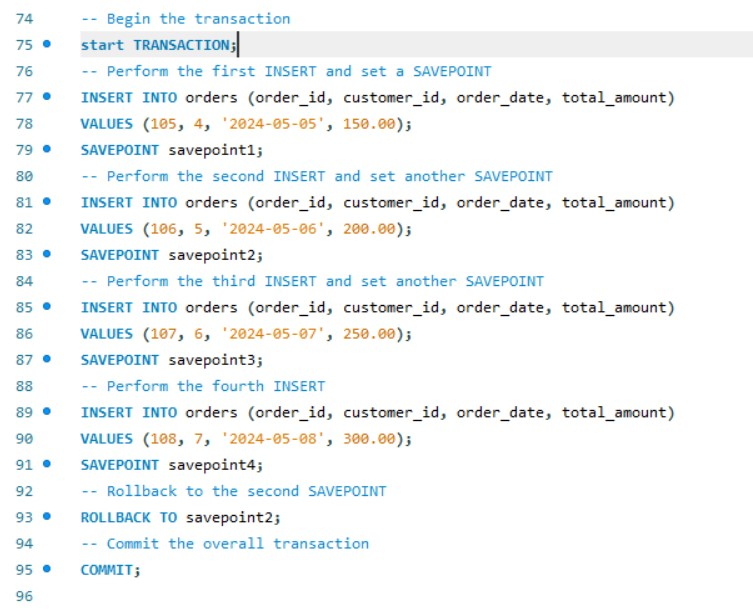 74 -- Begin the transaction
75 start TRANSACTION;
76 -- Perform the first INSERT and set a SAVEPOINT
77 INSERT INTO orders (order_id, customer_id, order_date, total_amount)
78 VALUES (105, 4, '2024-05-05', 150.00);
79 SAVEPOINT savepoint1;
80 -- Perform the second INSERT and set another SAVEPOINT
81 INSERT INTO orders (order_id, customer_id, order_date, total_amount)
82 VALUES (106, 5, '2024-05-06', 200.00);
83 SAVEPOINT savepoint2;
84 -- Perform the third INSERT and set another SAVEPOINT
85 INSERT INTO orders (order_id, customer_id, order_date, total_amount)
86 VALUES (107, 6, '2024-05-07', 250.00);
87 SAVEPOINT savepoint3;
88 -- Perform the fourth INSERT
89 INSERT INTO orders (order_id, customer_id, order_date, total_amount)
90 VALUES (108, 7, '2024-05-08', 300.00);
91 SAVEPOINT savepoint4;
92 -- Rollback to the second SAVEPOINT
93 ROLLBACK TO savepoint2;
94 -- Commit the overall transaction
95 COMMIT;
96